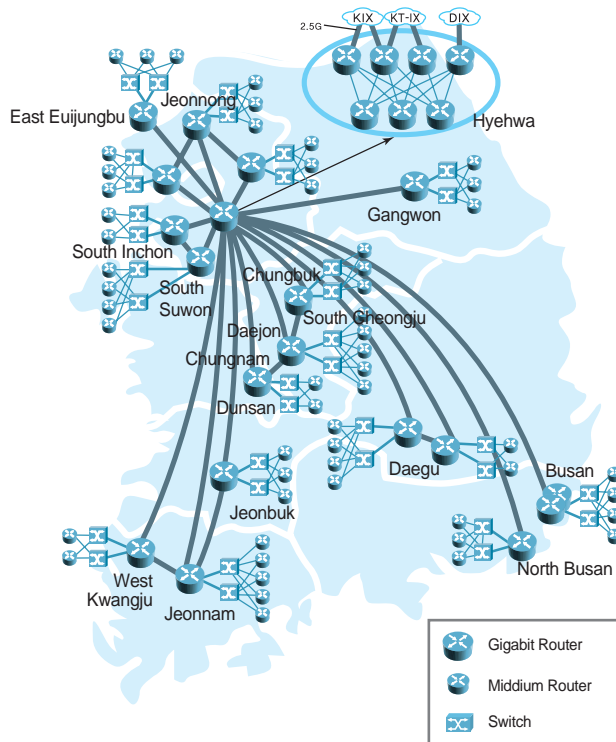 KIX
KT-IX
DIX
2.5G
Hyehwa
Jeonnong
East Euijungbu
Gangwon
South Inchon
South
Suwon
Chungbuk
South Cheongju
Daejon
Chungnam
Dunsan
Daegu
Busan
North Busan
Jeonbuk
West
Kwangju
Jeonnam
Gigabit Router
Middium Router
Switch